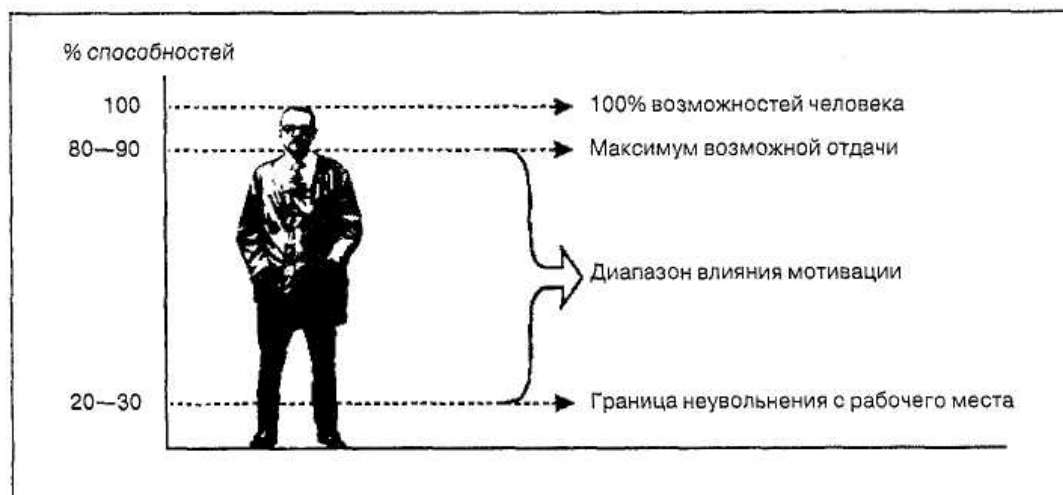 % способностей
100
100% возможностей человека
80—90
Максимум возможной отдачи
Диапазон влияния мотивации
20—30
Граница неувольнения с рабочего места